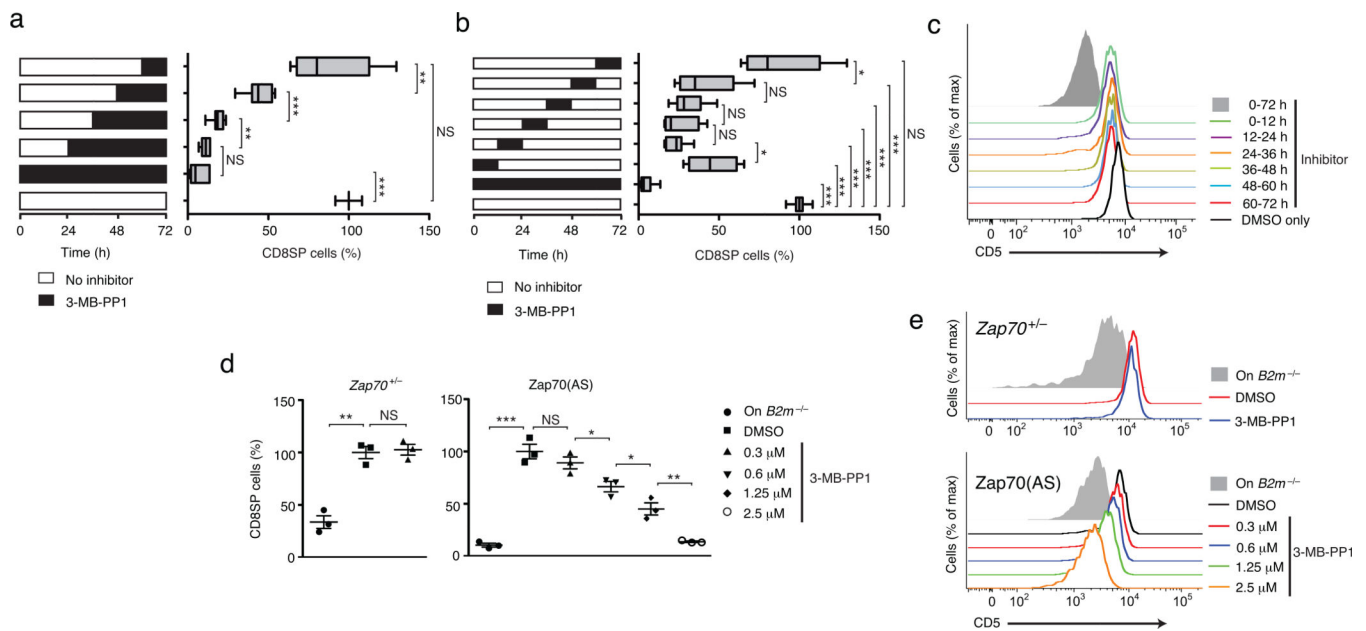 a
**
***
**
NS
***
NS
0 24 48 72
Time (h)
0 50 100 150
CD8SP cells (%)
No inhibitor
3-MB-PP1
b
*
NS
NS
NS
*
***
***
***
***
***
***
NS
0 24 48 72
Time (h)
0 50 100 150
CD8SP cells (%)
No inhibitor
3-MB-PP1
c
Cells (% of max)
0 10² 10³ 10⁴ 10⁵
CD5
0-72 h
0-12 h
12-24 h
24-36 h
36-48 h
48-60 h
60-72 h
DMSO only
Inhibitor
d
Zap70+/–
CD8SP cells (%)
150
100
50
0
** NS
Zap70(AS)
150
100
50
0
*** NS * * **
On B2m–/–
DMSO
0.3 µM
0.6 µM
1.25 µM
2.5 µM
3-MB-PP1
e
Zap70+/–
Cells (% of max)
0 10² 10³ 10⁴ 10⁵
On B2m–/–
DMSO
3-MB-PP1
Zap70(AS)
Cells (% of max)
0 10² 10³ 10⁴ 10⁵
CD5
On B2m–/–
DMSO
0.3 µM
0.6 µM
1.25 µM
2.5 µM
3-MB-PP1